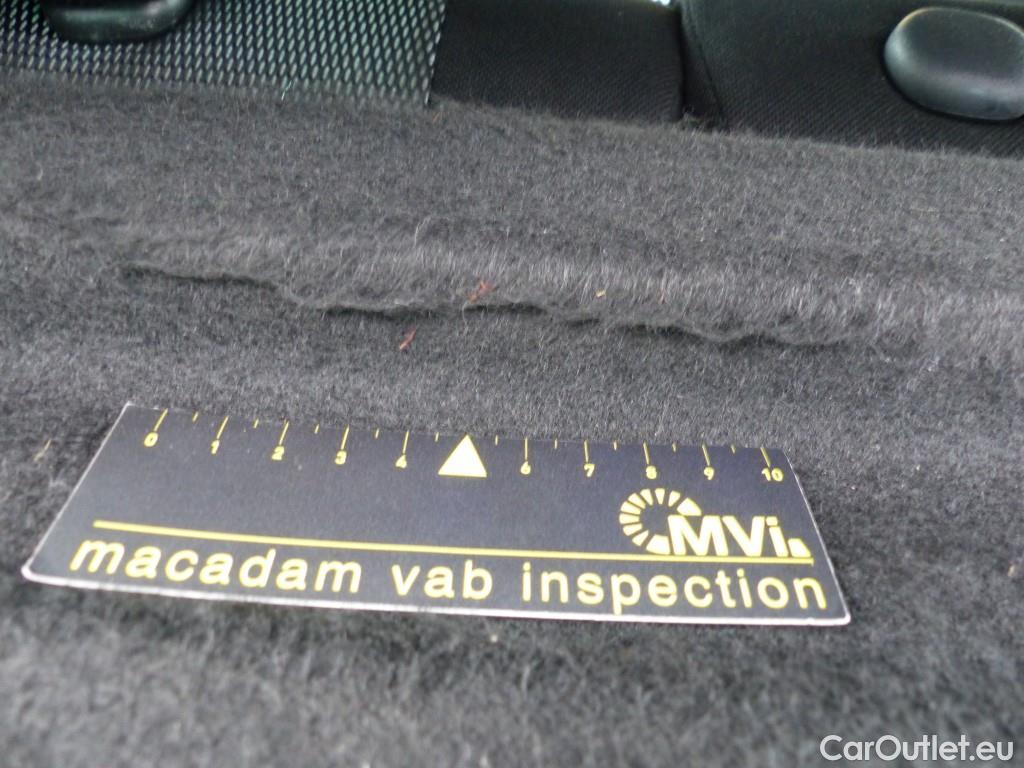 0 1 2 3 4 6 7 8 9 10
MVi
macadam vab inspection
CarOutlet.eu